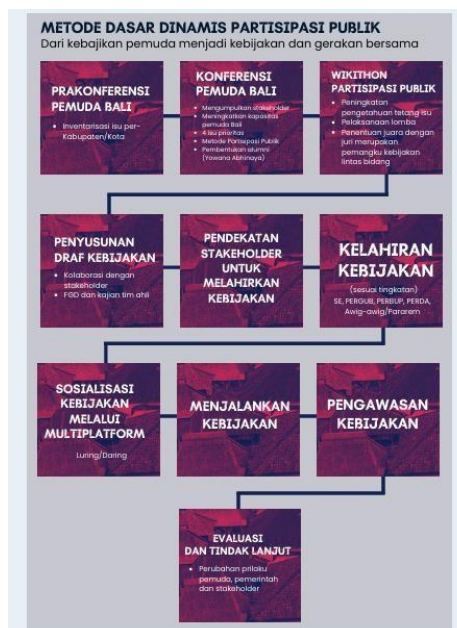 METODE DASAR DINAMIS PARTISIPASI PUBLIK
Dari kebajikan pemuda menjadi kebijakan dan gerakan bersama
PRAKONFERENSI
PEMUDA BALI
• Inventarisasi isu per-
Kabupaten/Kota
KONFERENSI
PEMUDA BALI
• Mengumpulkan stakeholder
• Meningkatkan kapasitas
pemuda Bali
• 4 isu prioritas
• Metode Partisepasi Publik
• Pembentukan alumni
(Yowana Abhinaya)
WIKITHON
PARTISIPASI PUBLIK
• Peningkatan
pengetahuan tetang isu
• Pelaksanaan lomba
• Penentuan juara dengan
juri merupakan
pemangku kebijakan
lintas bidang
PENYUSUNAN
DRAF KEBIJAKAN
• Kolaborasi dengan
stakeholder
• FGD dan kajian tim ahli
PENDEKATAN
STAKEHOLDER
UNTUK
MELAHIRKAN
KEBIJAKAN
KELAHIRAN
KEBIJAKAN
(sesuai tingkatan)
SE, PERGUB, PERBUP, PERDA,
Awig-awig/Pararem
SOSIALISASI
KEBIJAKAN
MELALUI
MULTIPLATFORM
Luring/Daring
MENJALANKAN
KEBIJAKAN
PENGAWASAN
KEBIJAKAN
EVALUASI
DAN TINDAK LANJUT
• Perubahan prilaku
pemuda, pemerintah
dan stakeholder